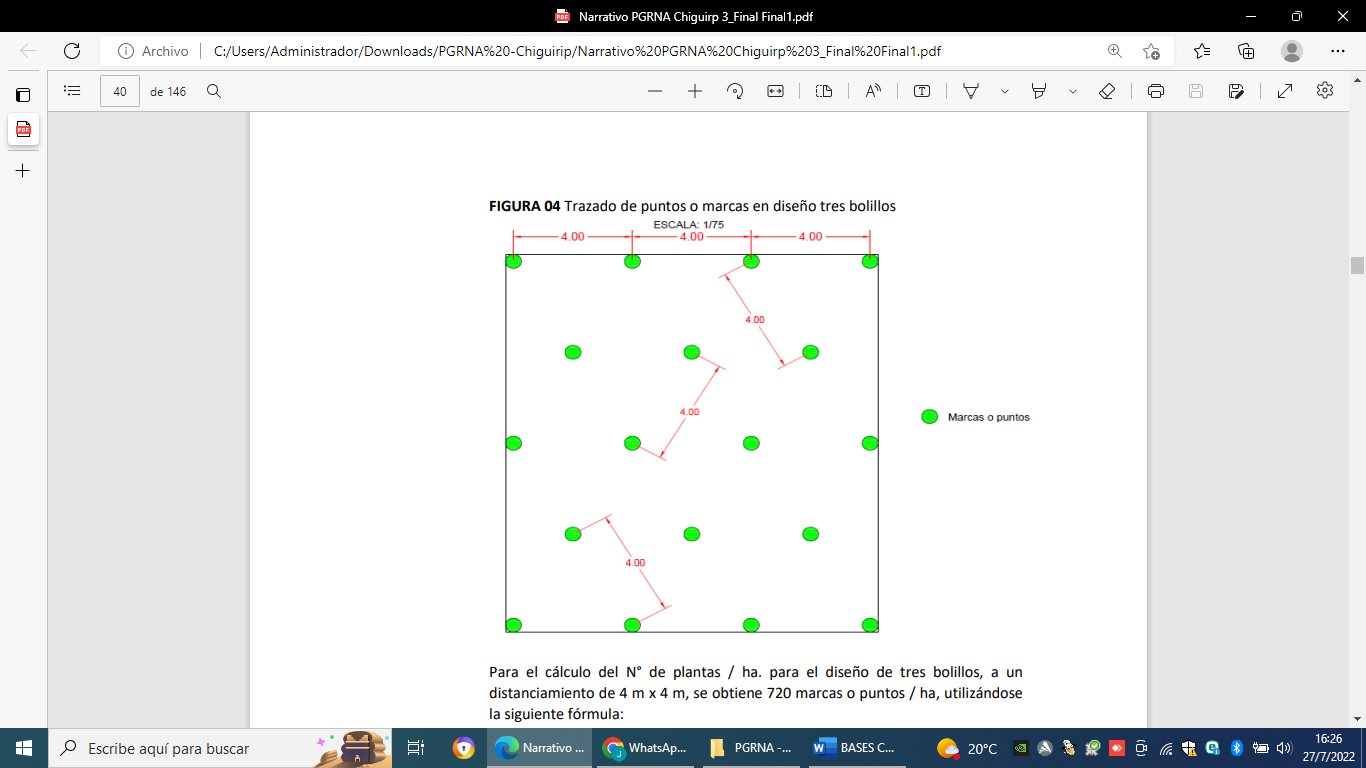 Narrativo PGRNA Chiguirp 3_Final Final1.pdf
Archivo C:/Users/Administrador/Downloads/PGRNA%20-Chiguirip/Narrativo%20PGRNA%20Chiguirp%203_Final%20Final1.pdf
40 de 146
FIGURA 04 Trazado de puntos o marcas en diseño tres bolillos
ESCALA: 1/75
4.00 4.00 4.00
4.00
4.00
Marcas o puntos
4.00
Para el cálculo del N° de plantas / ha. para el diseño de tres bolillos, a un
distanciamiento de 4 m x 4 m, se obtiene 720 marcas o puntos / ha, utilizándose
la siguiente fórmula:
Escribe aquí para buscar
Narrativo ...
WhatsAp...
PGRNA -...
BASES C...
20°C
16:26
27/7/2022